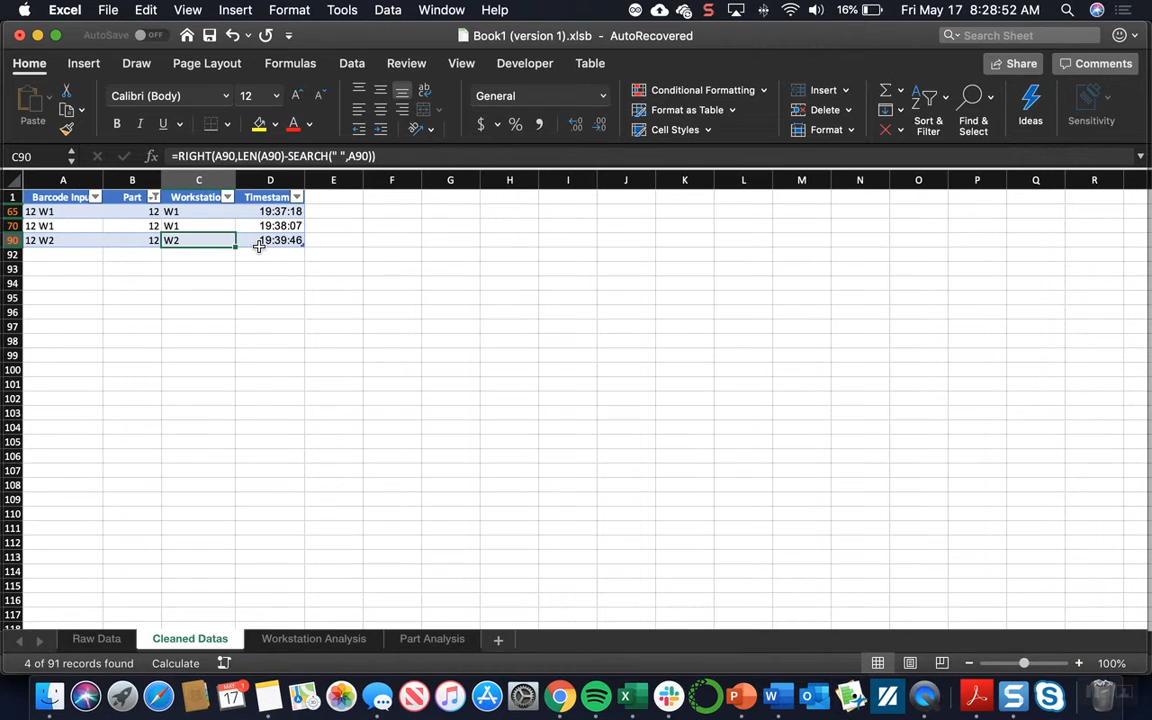 Excel File Edit View Insert Format Tools Data Window Help 16% Fri May 17 8:28:52 AM
AutoSave OFF Book1 (version 1).xlsb - AutoRecovered Search Sheet
Home Insert Draw Page Layout Formulas Data Review View Developer Table Share Comments
Paste Calibri (Body) 12 A A General Conditional Formatting Insert
Format as Table Delete Sort & Filter Find & Select Ideas Sensitivity
B I U A $ % , Cell Styles Format
C90 fx =RIGHT(A90,LEN(A90)-SEARCH(" ",A90))
A B C D E F G H I J K L M N O P Q R
1 Barcode Inpu Part Workstatio Timestam
65 12 W1 12 W1 19:37:18
70 12 W1 12 W1 19:38:07
90 12 W2 12 W2 19:39:46
92
93
94
95
96
97
98
99
100
101
102
103
104
105
106
107
108
109
110
111
112
113
114
115
116
117
118
Raw Data Cleaned Datas Workstation Analysis Part Analysis +
4 of 91 records found Calculate 100%
17